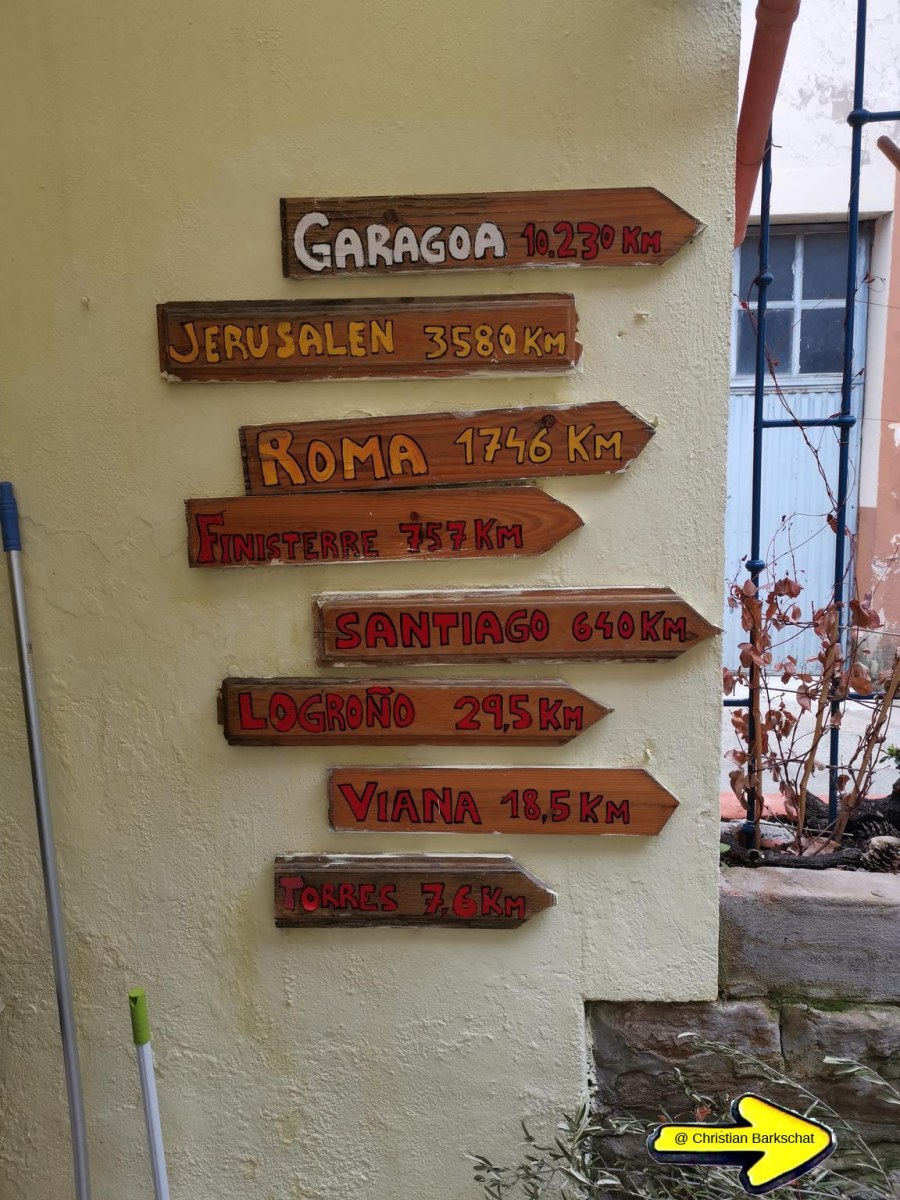 GARAGOA 10.230 KM
JERUSALEN 3580 KM
ROMA 1746 KM
FINISTERRE 757 KM
SANTIAGO 640 KM
LOGROÑO 29,5 KM
VIANA 18,5 KM
TORRES 7,6 KM
@ Christian Barkschat